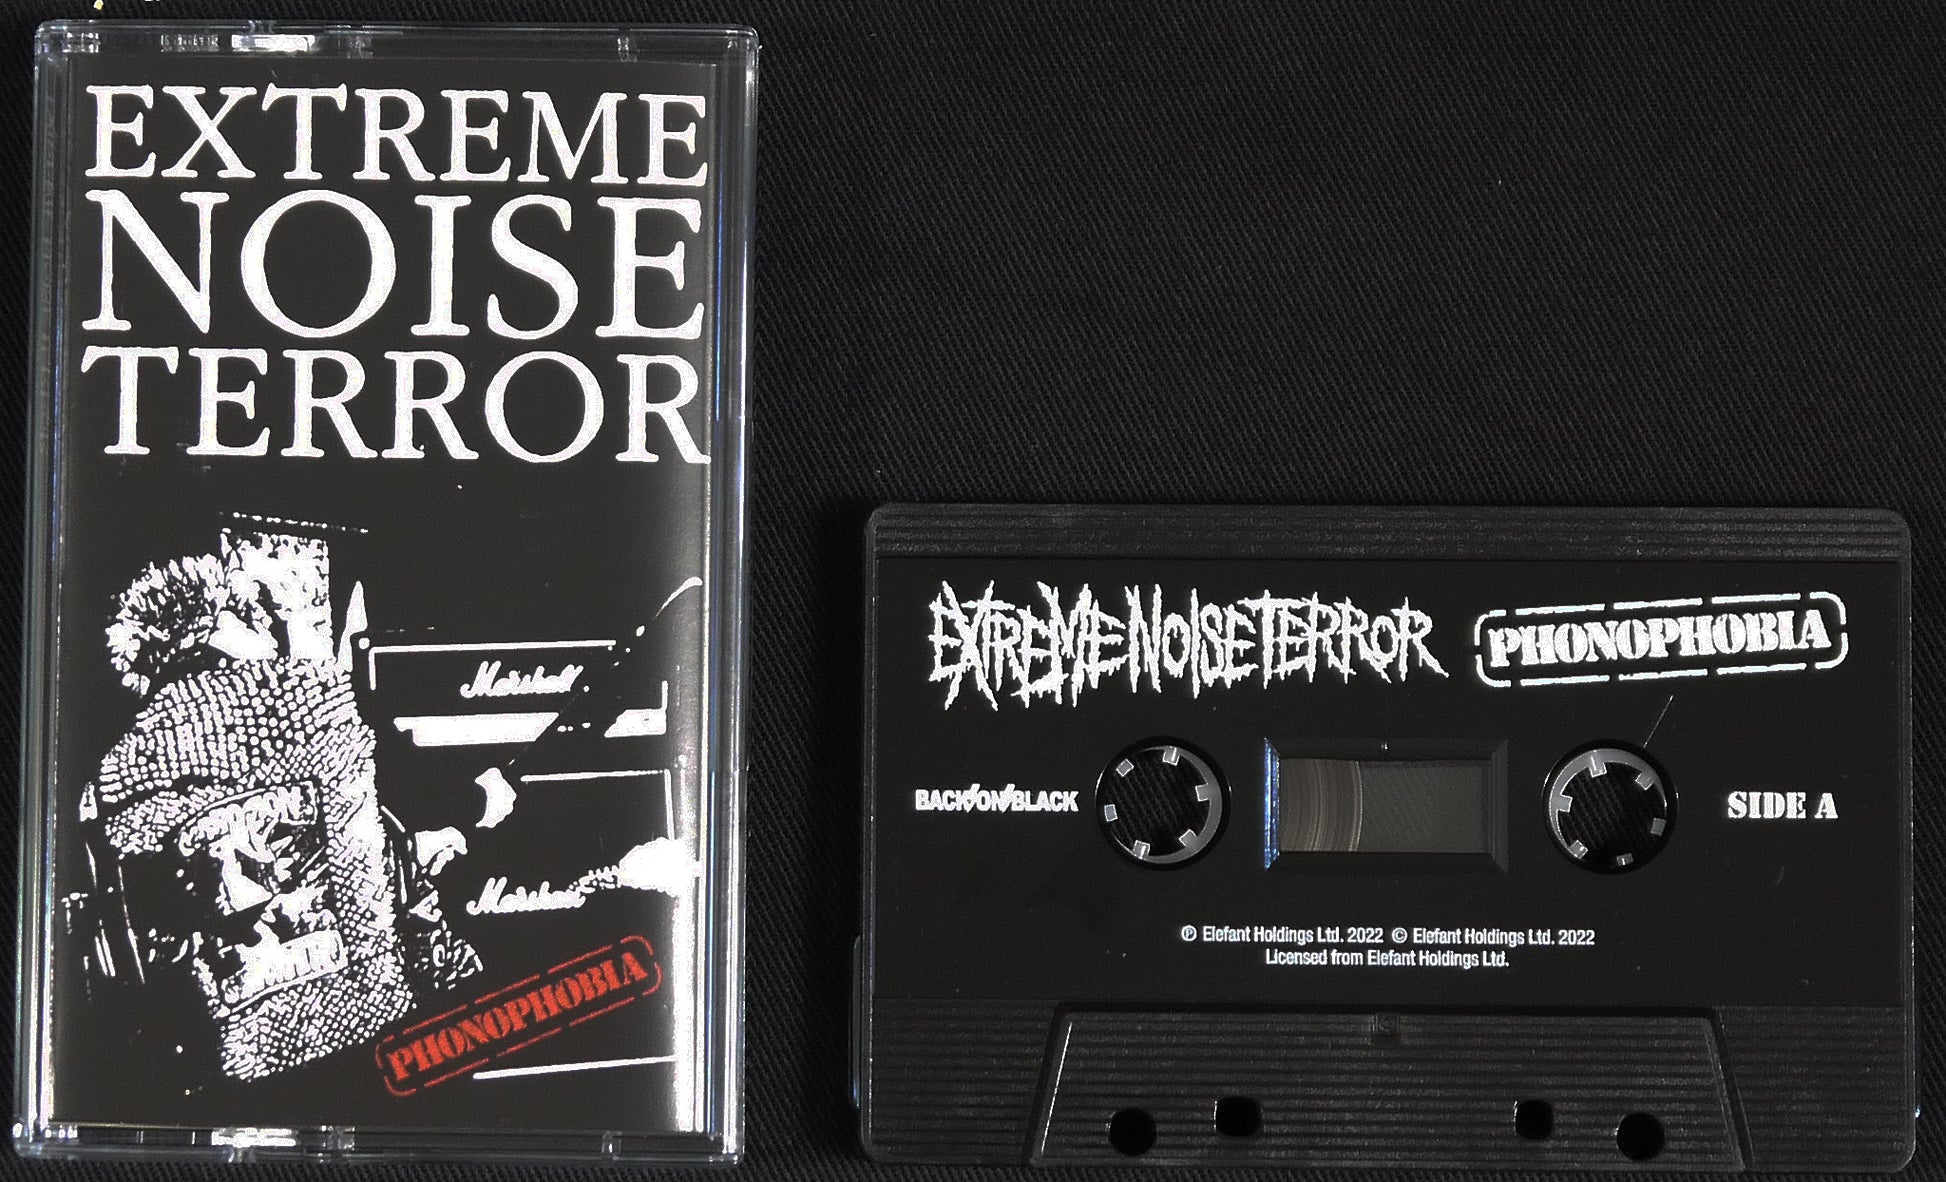 EXTREME
NOISE
TERROR
Marshall
Marshall
PHONOPHOBIA
EXTREME NOISE TERROR
PHONOPHOBIA
BACK/ON/BLACK
SIDE A
℗ Elefant Holdings Ltd. 2022 © Elefant Holdings Ltd. 2022
Licensed from Elefant Holdings Ltd.